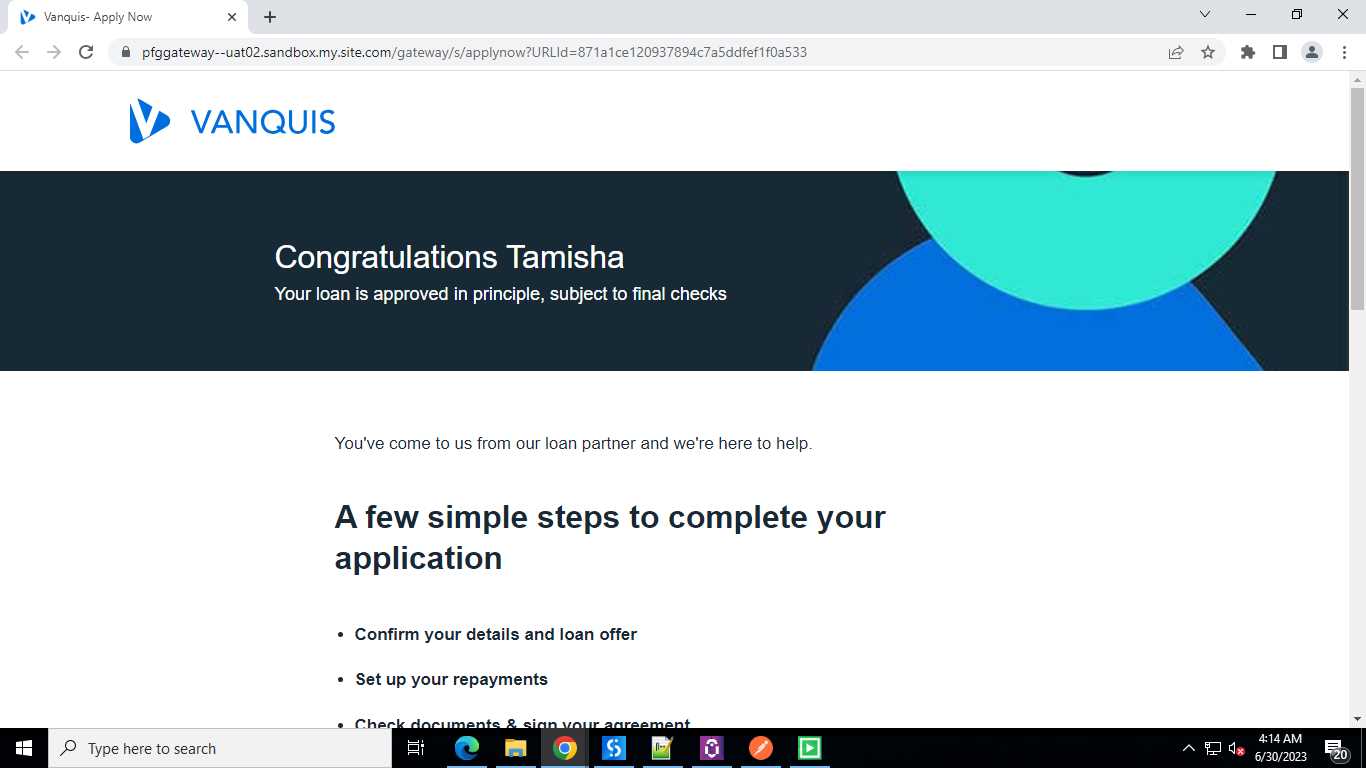 Vanquis- Apply Now
pfggateway--uat02.sandbox.my.site.com/gateway/s/applynow?URLId=871a1ce120937894c7a5ddfef1f0a533
VANQUIS
Congratulations Tamisha
Your loan is approved in principle, subject to final checks
You've come to us from our loan partner and we're here to help.
A few simple steps to complete your
application
• Confirm your details and loan offer
• Set up your repayments
• Check documents & sign your agreement
Type here to search
4:14 AM
6/30/2023
20